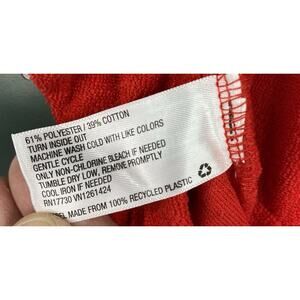 61% POLYESTER / 39% COTTON
TURN INSIDE OUT
MACHINE WASH COLD WITH LIKE COLORS
GENTLE CYCLE
ONLY NON-CHLORINE BLEACH IF NEEDED
TUMBLE DRY LOW, REMOVE PROMPTLY
COOL IRON IF NEEDED
RN17730 VN1261424
MADE FROM 100% RECYCLED PLASTIC